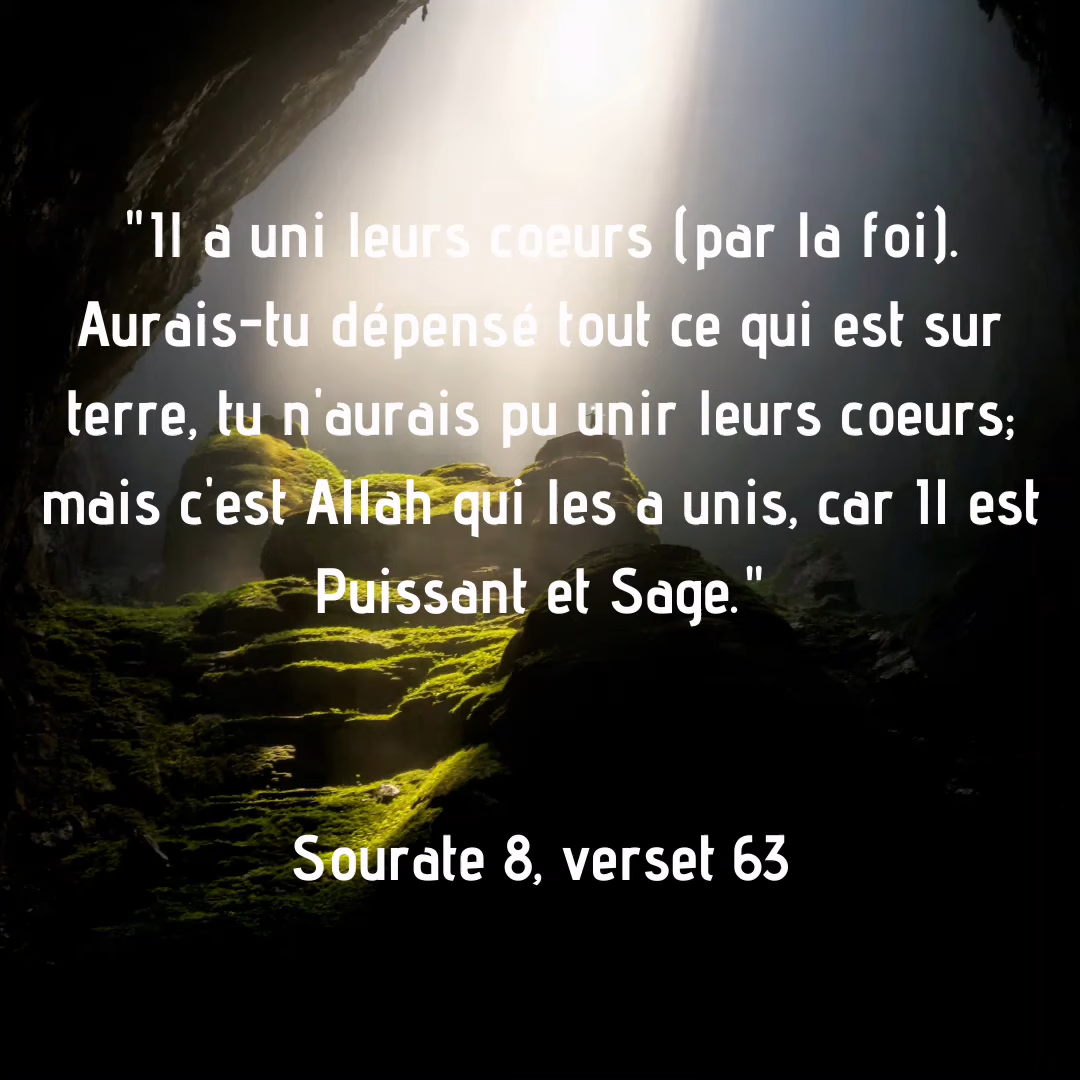 "Il a uni leurs coeurs (par la foi).
Aurais-tu dépensé tout ce qui est sur
terre, tu n'aurais pu unir leurs coeurs;
mais c'est Allah qui les a unis, car Il est
Puissant et Sage."
Sourate 8, verset 63